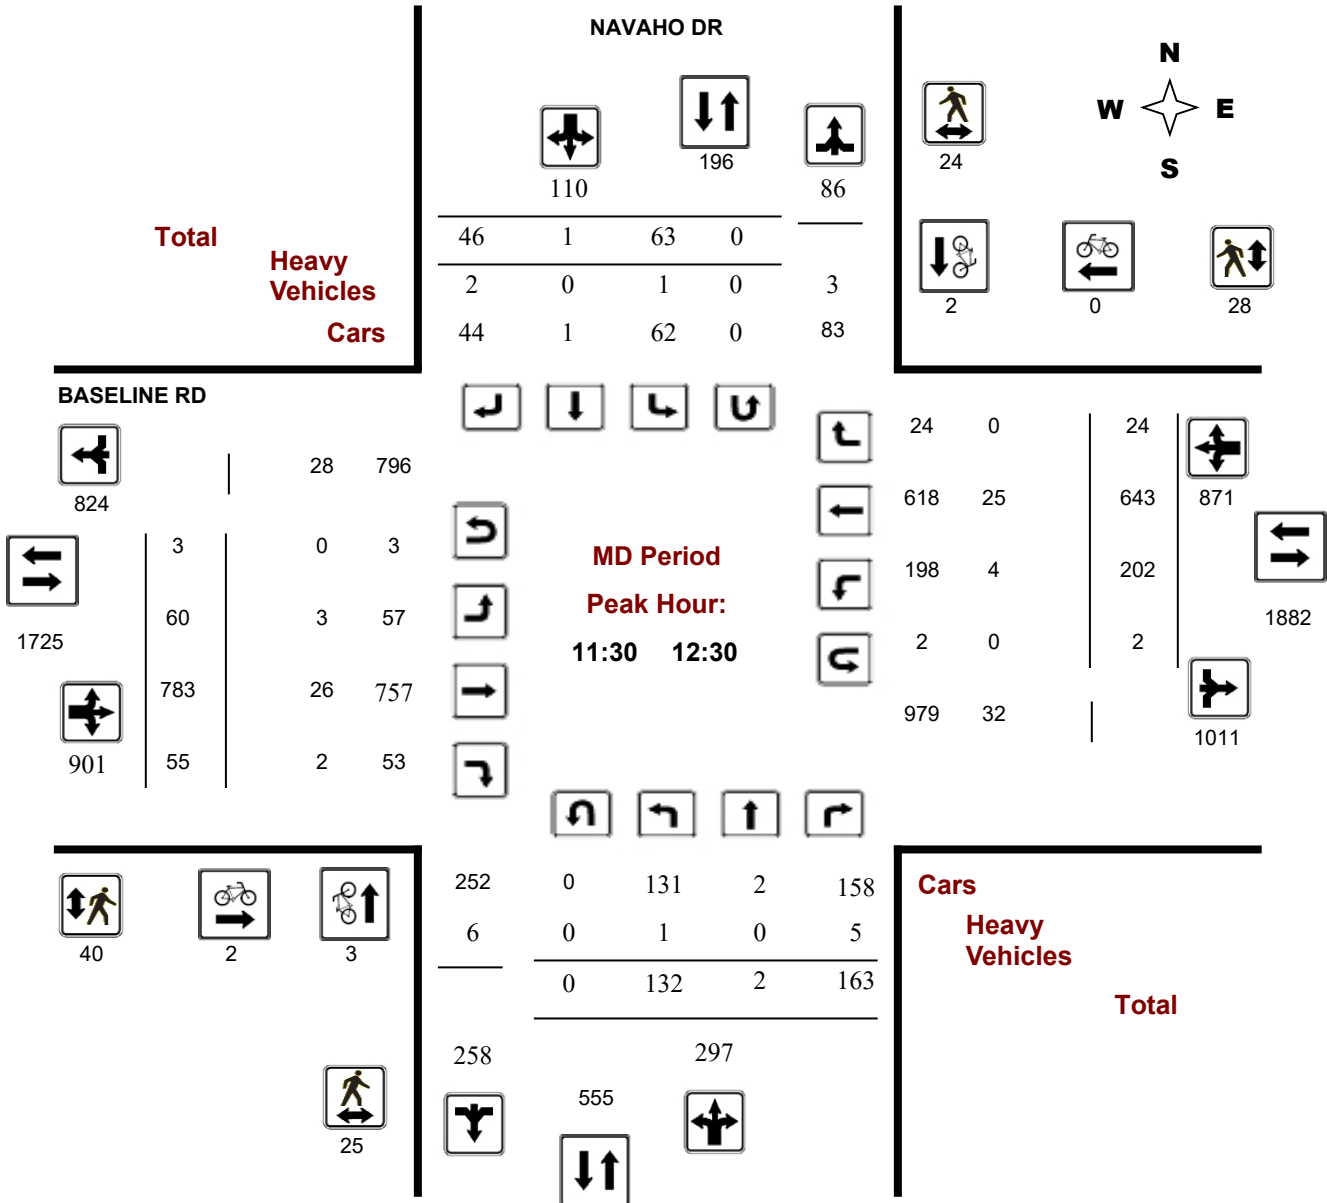 NAVAHO DR
N
W E
S
196
24
110 86
Total 46 1 63 0
Heavy
Vehicles 2 0 1 0 3
2 0 28
Cars 44 1 62 0 83
BASELINE RD
24 0 24
28 796
824
618 25 643 871
3 0 3
MD Period
198 4 202
Peak Hour:
60 3 57
1882
1725
11:30 12:30
2 0 2
783 26 757
979 32
1011
901 55 2 53
252 0 131 2 158
Cars
6 0 1 0 5
Heavy
Vehicles
40 2 3
0 132 2 163
Total
258 297
555
25